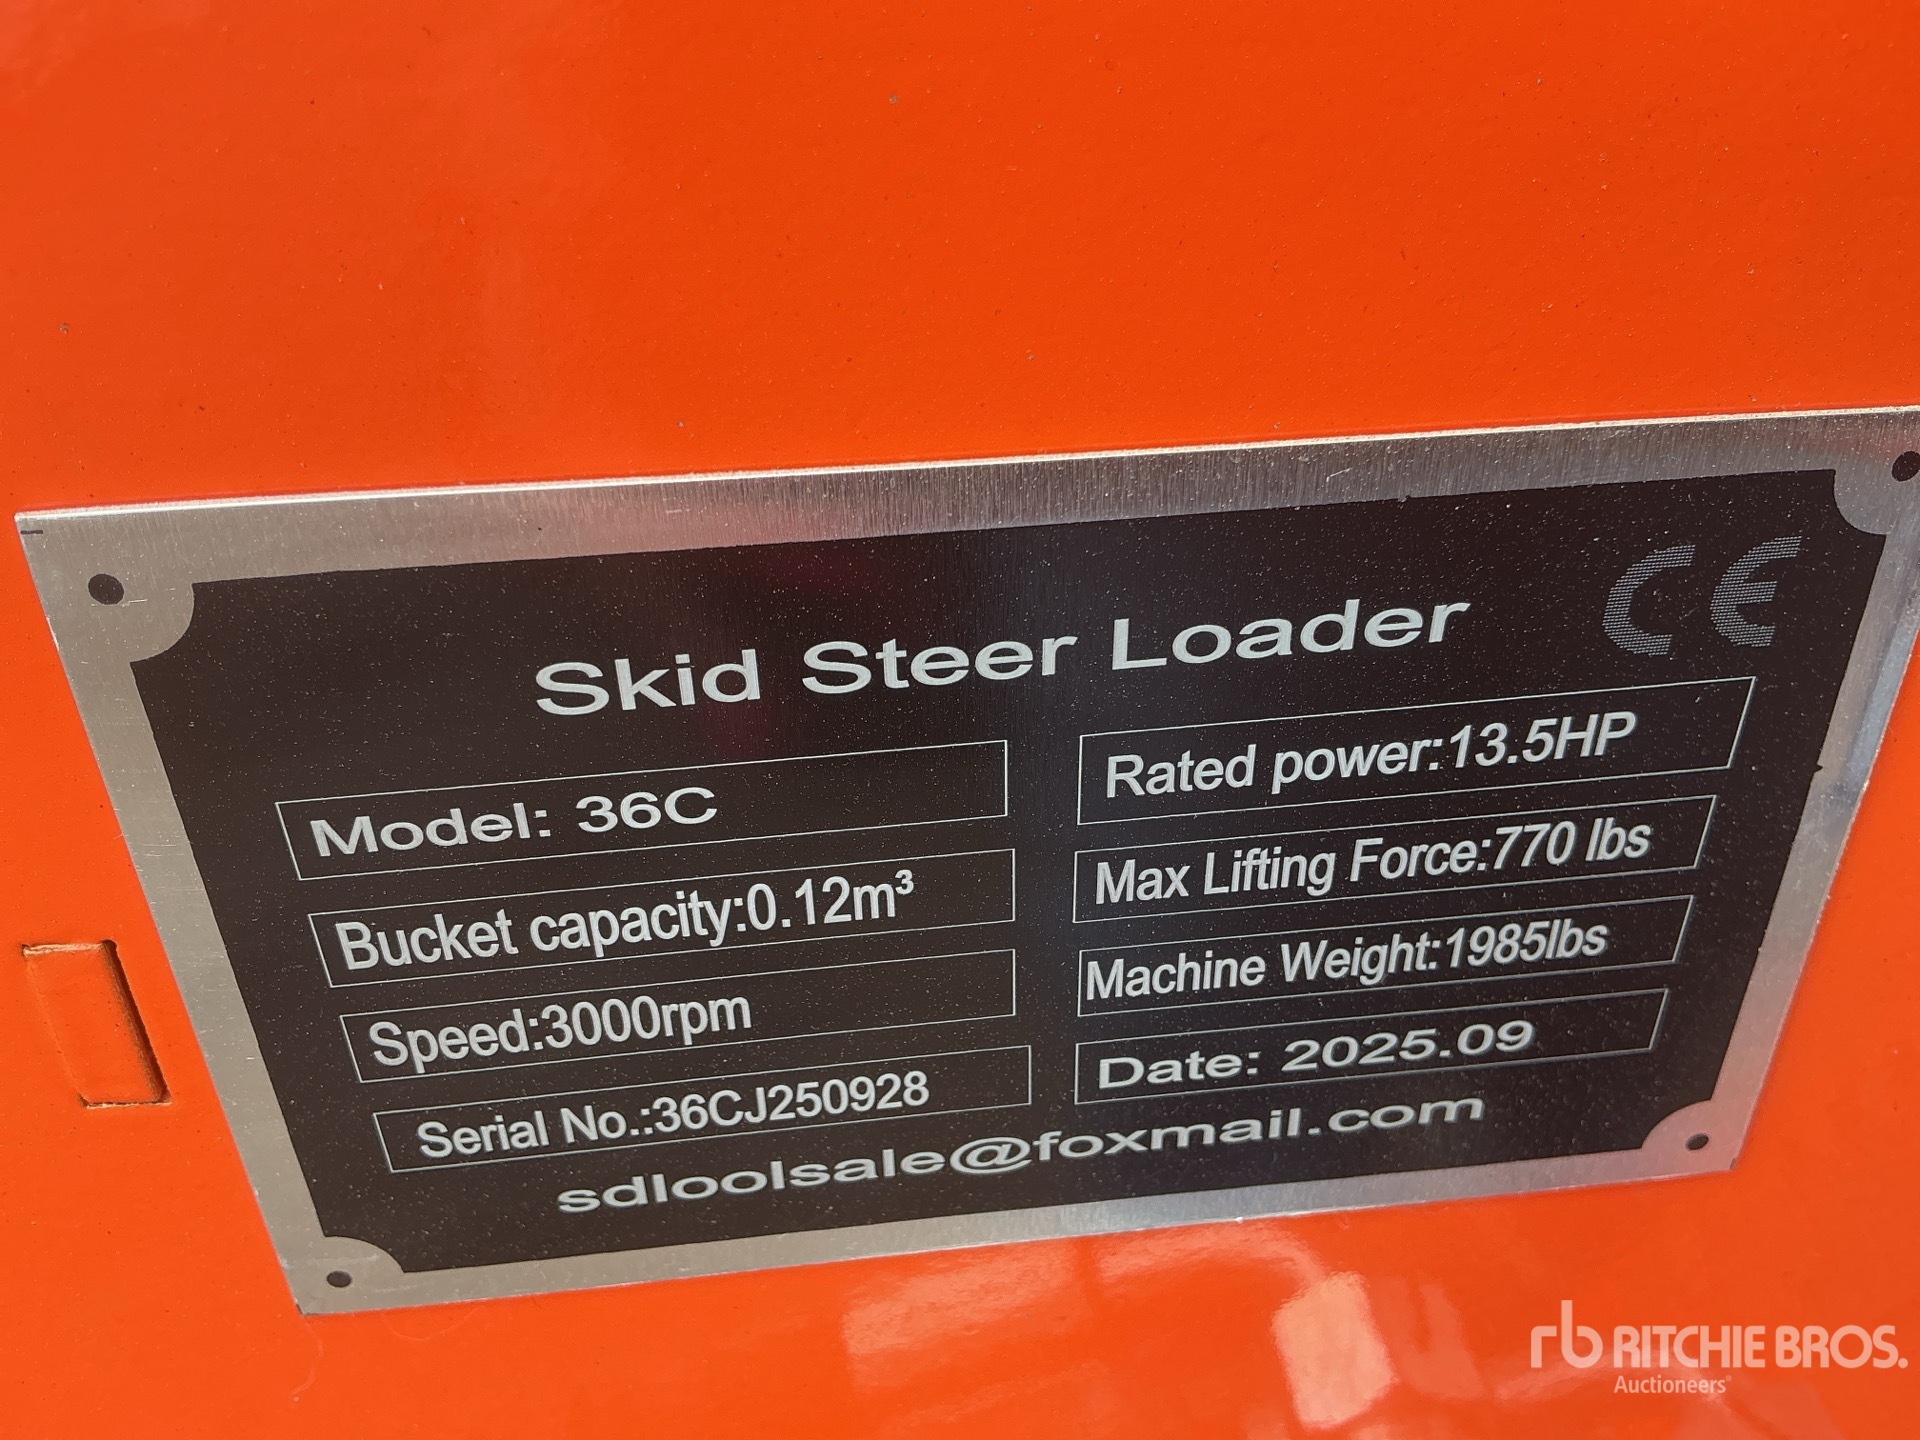 CE
Skid Steer Loader
Model: 36C
Rated power:13.5HP
Bucket capacity:0.12m³
Max Lifting Force:770 lbs
Speed:3000rpm
Machine Weight:1985lbs
Serial No.:36CJ250928
Date: 2025.09
sdloolsale@foxmail.com
rb RITCHIE BROS.
Auctioneers